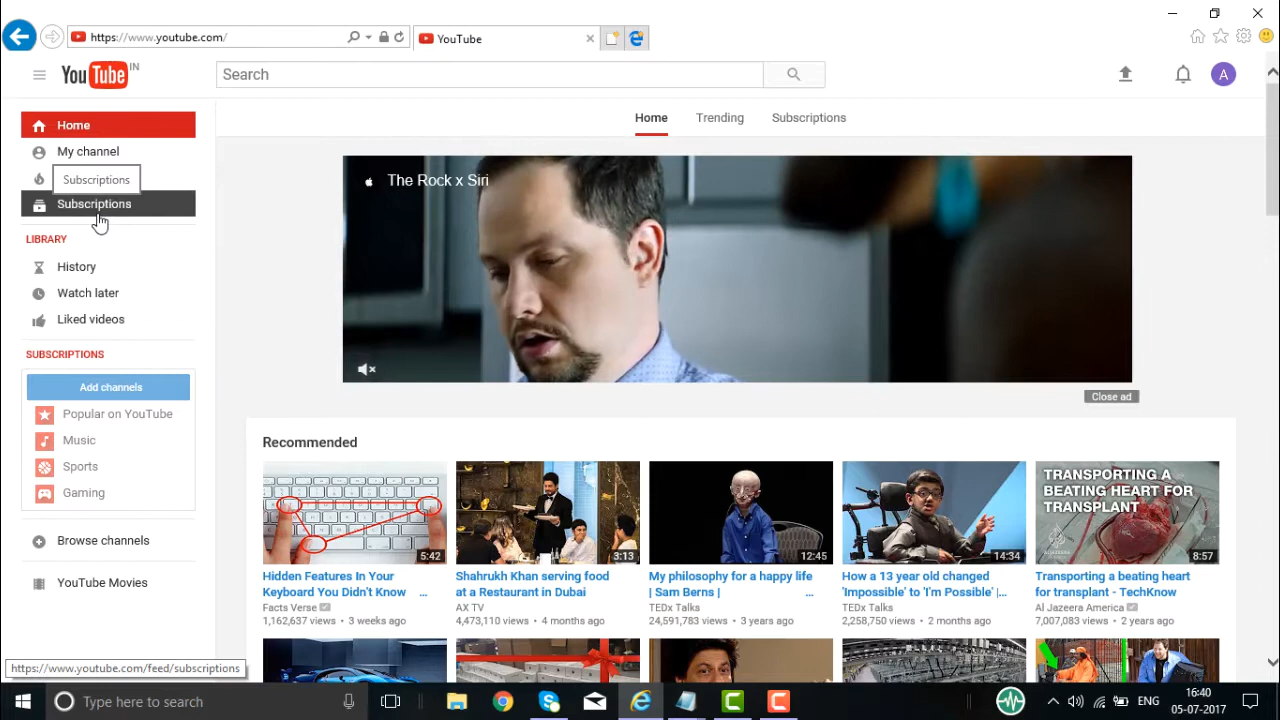 https://www.youtube.com/
YouTube
YouTube IN
Search
A
Home
Trending
Subscriptions
Home
My channel
Subscriptions
Subscriptions
LIBRARY
History
Watch later
Liked videos
SUBSCRIPTIONS
Add channels
Popular on YouTube
Music
Sports
Gaming
Browse channels
YouTube Movies
The Rock x Siri
Close ad
Recommended
TRANSPORTING A
BEATING HEART FOR
TRANSPLANT
5:42
3:13
12:45
14:34
8:57
Hidden Features In Your
Keyboard You Didn't Know ...
Facts Verse
1,162,637 views • 3 weeks ago
Shahrukh Khan serving food
at a Restaurant in Dubai
AX TV
4,473,110 views • 4 months ago
My philosophy for a happy life
| Sam Berns | ...
TEDx Talks
24,591,783 views • 3 years ago
How a 13 year old changed
'Impossible' to 'I'm Possible' |...
TEDx Talks
2,258,750 views • 2 months ago
Transporting a beating heart
for transplant - TechKnow
Al Jazeera America
7,007,083 views • 2 years ago
https://www.youtube.com/feed/subscriptions
Type here to search
ENG
16:40
05-07-2017